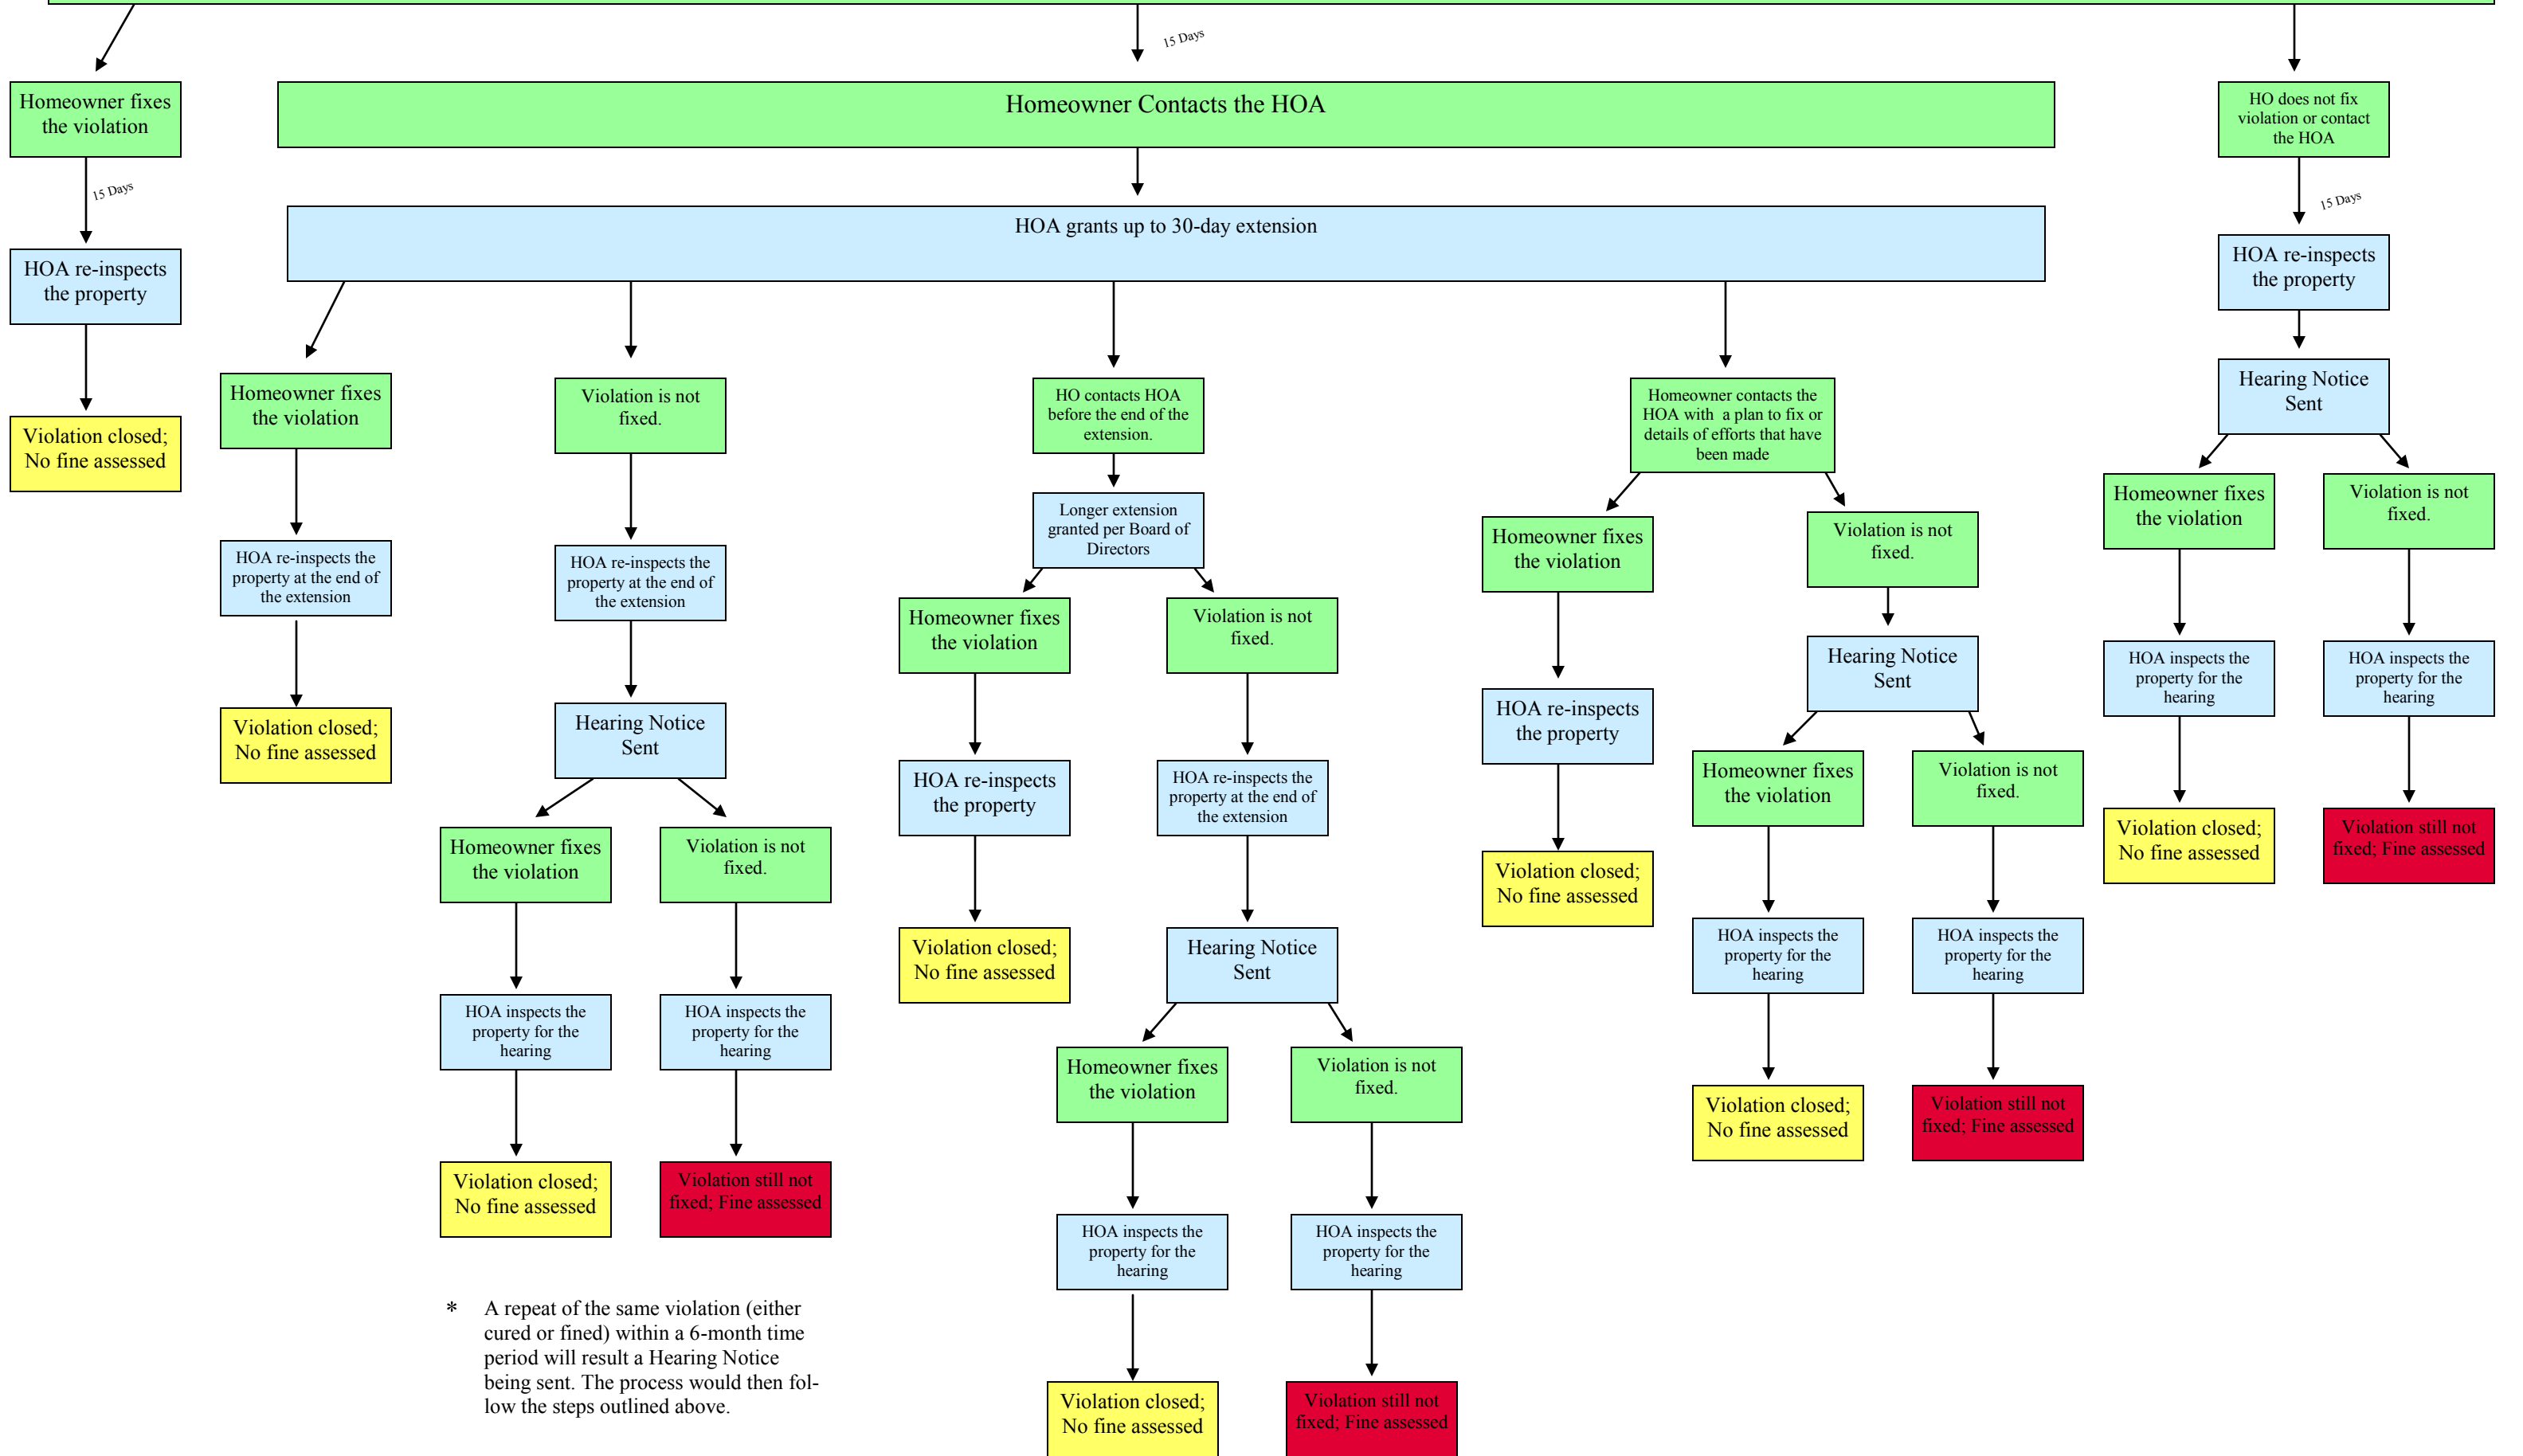 15 Days
Homeowner fixes
the violation
Homeowner Contacts the HOA
HO does not fix
violation or contact
the HOA
15 Days
15 Days
HOA re-inspects
the property
HOA grants up to 30-day extension
HOA re-inspects
the property
Violation closed;
No fine assessed
Homeowner fixes
the violation
Violation is not
fixed.
HO contacts HOA
before the end of the
extension.
Homeowner contacts the
HOA with  a plan to fix or
details of efforts that have
been made
Hearing Notice
Sent
HOA re-inspects the
property at the end of
the extension
HOA re-inspects the
property at the end of
the extension
Longer extension
granted per Board of
Directors
Homeowner fixes
the violation
Violation is not
fixed.
Homeowner fixes
the violation
Violation is not
fixed.
Homeowner fixes
the violation
Violation is not
fixed.
Hearing Notice
Sent
HOA inspects the
property for the
hearing
HOA inspects the
property for the
hearing
Violation closed;
No fine assessed
Hearing Notice
Sent
HOA re-inspects
the property
HOA re-inspects
the property
HOA re-inspects the
property at the end of
the extension
Homeowner fixes
the violation
Violation is not
fixed.
Violation closed;
No fine assessed
Violation still not
fixed; Fine assessed
Homeowner fixes
the violation
Violation is not
fixed.
Violation closed;
No fine assessed
Violation closed;
No fine assessed
Hearing Notice
Sent
HOA inspects the
property for the
hearing
HOA inspects the
property for the
hearing
HOA inspects the
property for the
hearing
HOA inspects the
property for the
hearing
Homeowner fixes
the violation
Violation is not
fixed.
Violation closed;
No fine assessed
Violation still not
fixed; Fine assessed
Violation closed;
No fine assessed
Violation still not
fixed; Fine assessed
HOA inspects the
property for the
hearing
HOA inspects the
property for the
hearing
* A repeat of the same violation (either
cured or fined) within a 6-month time
period will result a Hearing Notice
being sent. The process would then fol-
low the steps outlined above.
Violation closed;
No fine assessed
Violation still not
fixed; Fine assessed